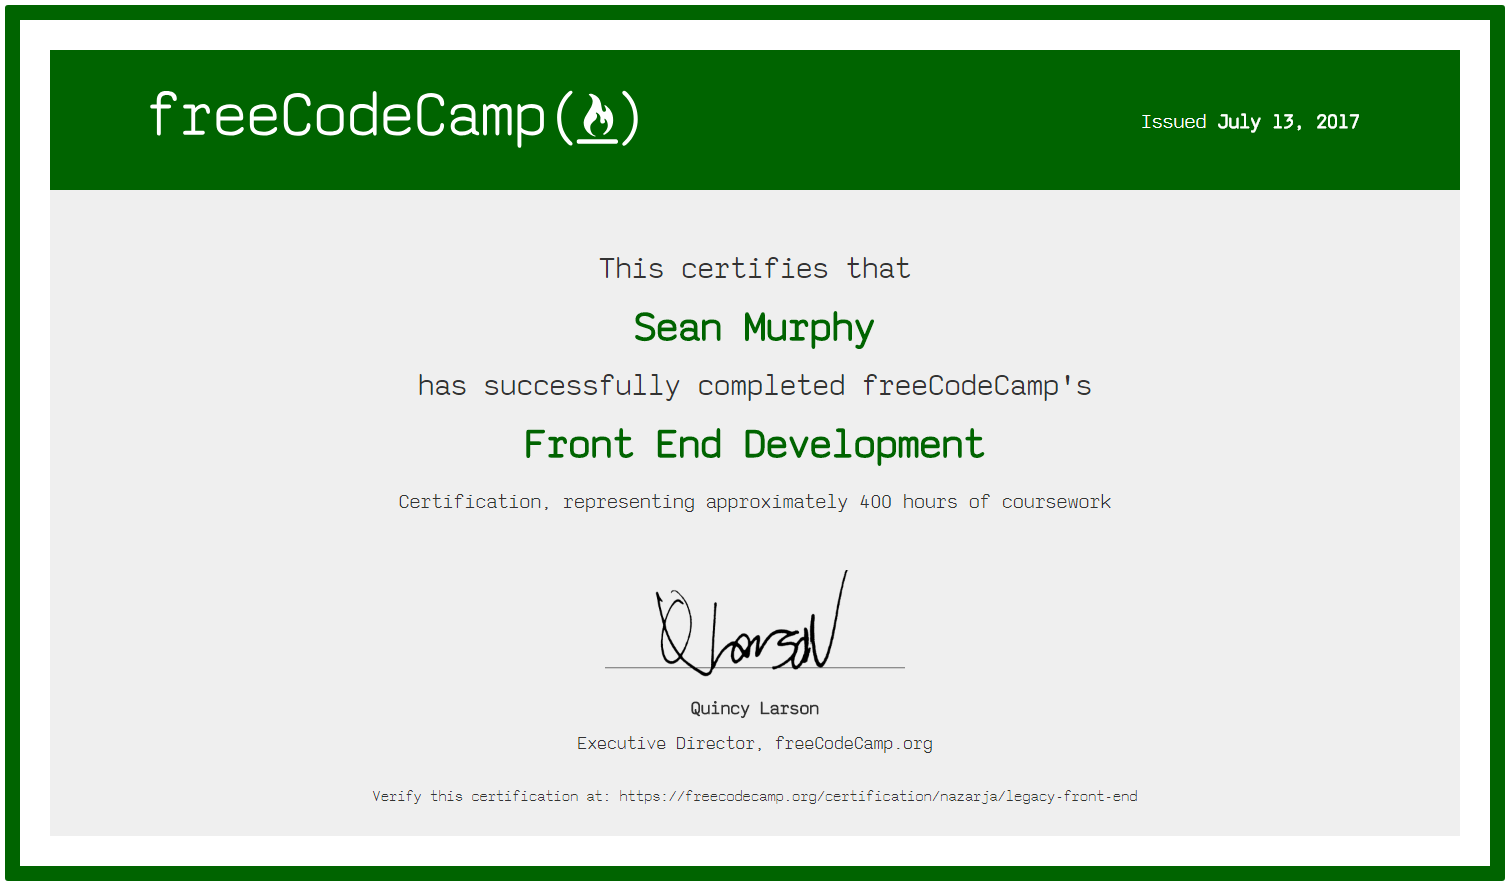 freeCodeCamp(🔥)
Issued July 13, 2017
This certifies that
Sean Murphy
has successfully completed freeCodeCamp's
Front End Development
Certification, representing approximately 400 hours of coursework
Q Larson
Quincy Larson
Executive Director, freeCodeCamp.org
Verify this certification at: https://freecodecamp.org/certification/nazarja/legacy-front-end